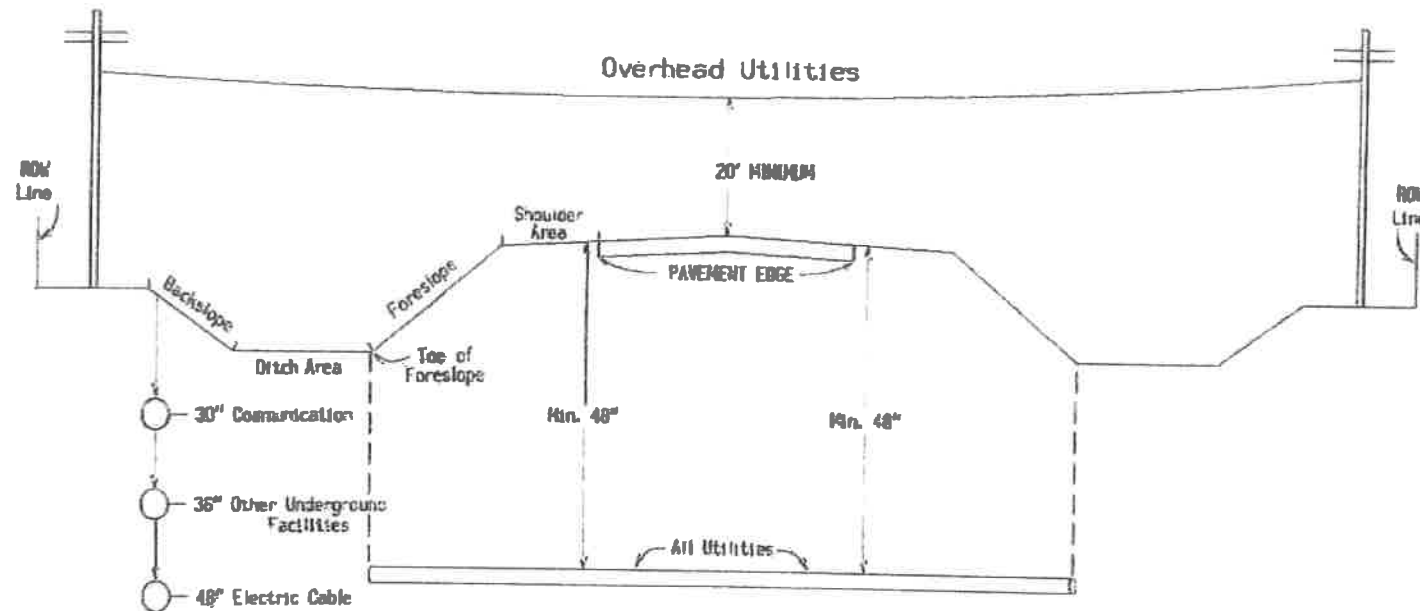 Overhead Utilities
ROW
Line
20' MINIMUM
ROW
Line
Shoulder
Area
PAVEMENT EDGE
Foreslope
Backslope
Ditch Area
Toe of
Foreslope
30" Communication
Min. 48"
Min. 48"
36" Other Underground
Facilities
All Utilities
48" Electric Cable